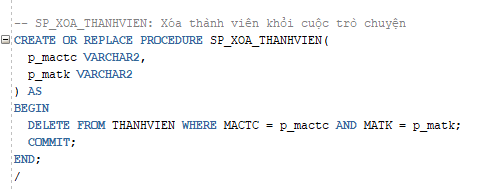 -- SP_XOA_THANHVIEN: Xóa thành viên khỏi cuộc trò chuyện
CREATE OR REPLACE PROCEDURE SP_XOA_THANHVIEN(
  p_mactc VARCHAR2,
  p_matk VARCHAR2
) AS
BEGIN
  DELETE FROM THANHVIEN WHERE MACTC = p_mactc AND MATK = p_matk;
  COMMIT;
END;
/